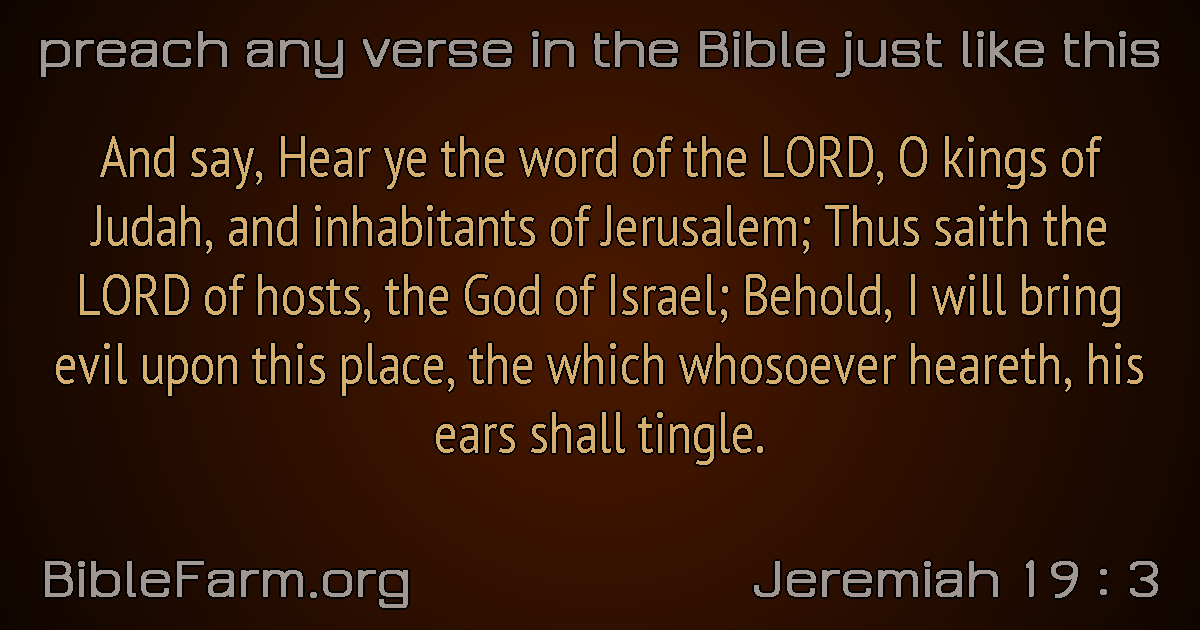 preach any verse in the Bible just like this
And say, Hear ye the word of the LORD, O kings of
Judah, and inhabitants of Jerusalem; Thus saith the
LORD of hosts, the God of Israel; Behold, I will bring
evil upon this place, the which whosoever heareth, his
ears shall tingle.
BibleFarm.org
Jeremiah 19 : 3